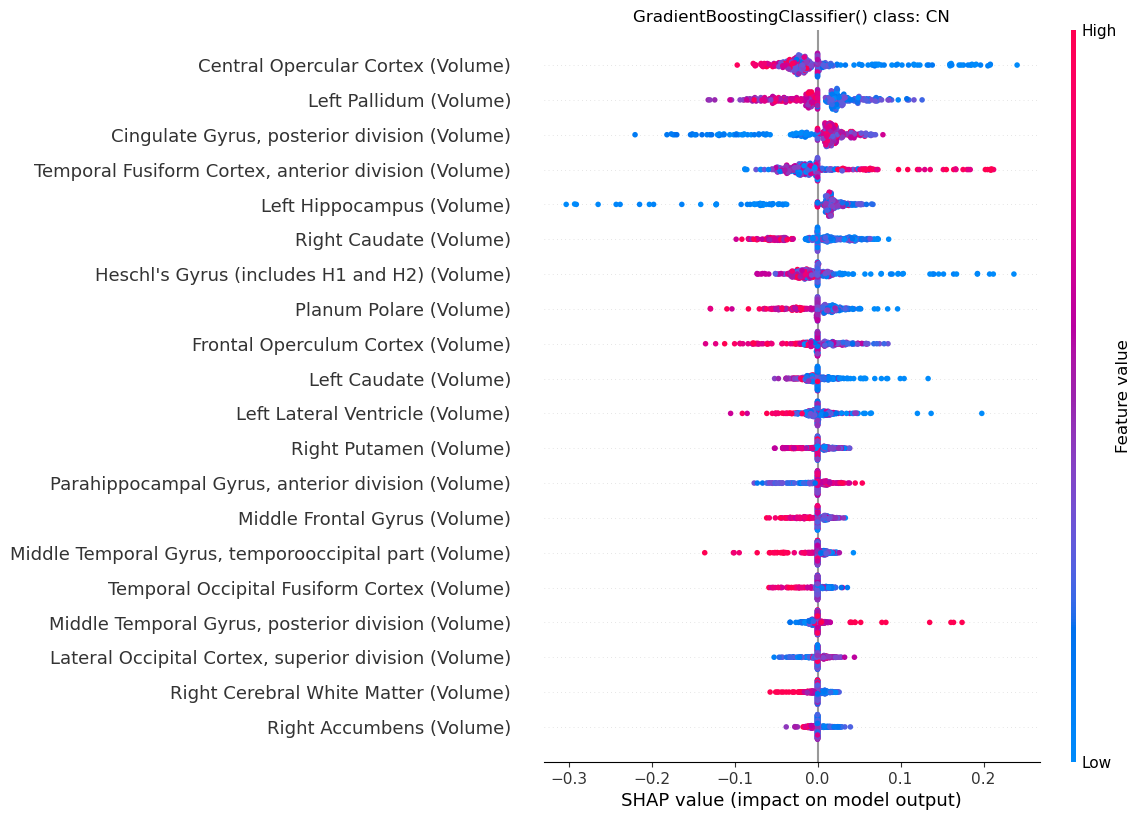 GradientBoostingClassifier() class: CN
High
Central Opercular Cortex (Volume)
Left Pallidum (Volume)
Cingulate Gyrus, posterior division (Volume)
Temporal Fusiform Cortex, anterior division (Volume)
Left Hippocampus (Volume)
Right Caudate (Volume)
Heschl's Gyrus (includes H1 and H2) (Volume)
Planum Polare (Volume)
Frontal Operculum Cortex (Volume)
Left Caudate (Volume)
Left Lateral Ventricle (Volume)
Right Putamen (Volume)
Parahippocampal Gyrus, anterior division (Volume)
Middle Frontal Gyrus (Volume)
Middle Temporal Gyrus, temporooccipital part (Volume)
Temporal Occipital Fusiform Cortex (Volume)
Middle Temporal Gyrus, posterior division (Volume)
Lateral Occipital Cortex, superior division (Volume)
Right Cerebral White Matter (Volume)
Right Accumbens (Volume)
Feature value
Low
−0.3 −0.2 −0.1 0.0 0.1 0.2
SHAP value (impact on model output)